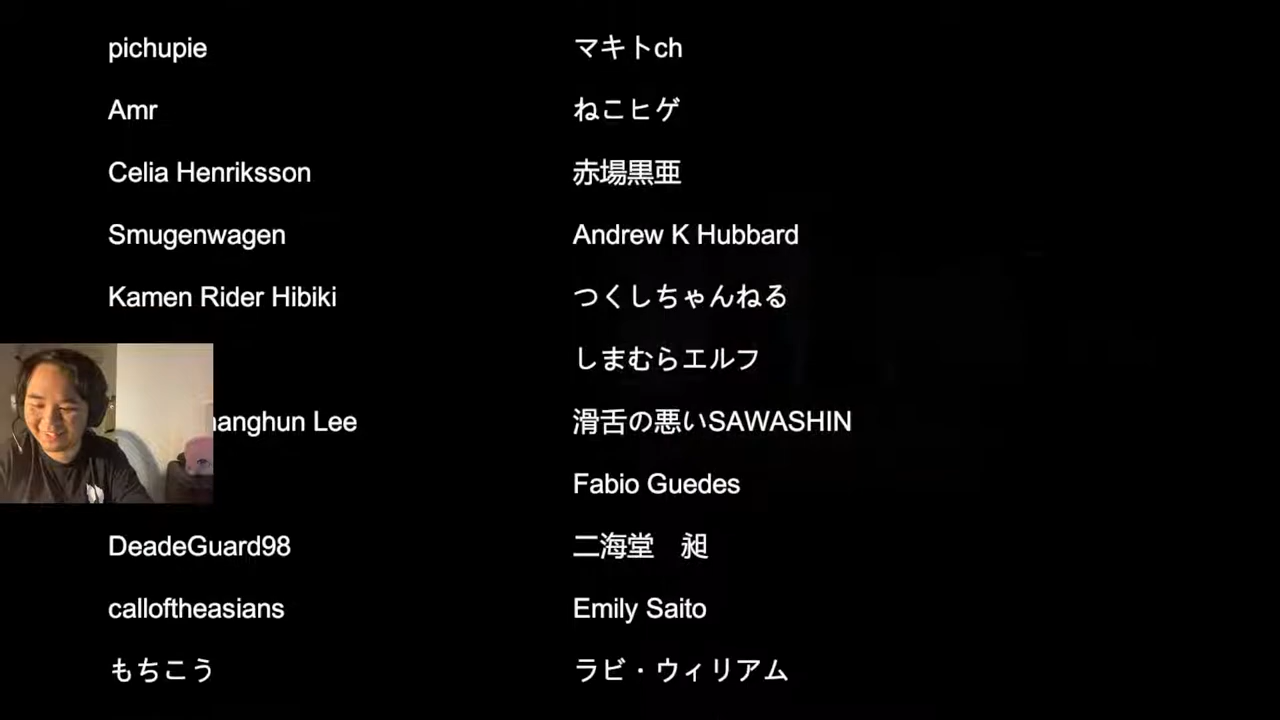 pichupie
Amr
Celia Henriksson
Smugenwagen
Kamen Rider Hibiki
Lee
DeadeGuard98
calloftheasians
もちこう
マキトch
ねこヒゲ
赤場黒亜
Andrew K Hubbard
つくしちゃんねる
しまむらエルフ
滑舌の悪いSAWASHIN
Fabio Guedes
二海堂　昶
Emily Saito
ラビ・ウィリアム